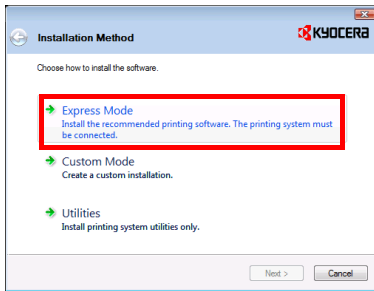 Installation Method
KYOCERA
Choose how to install the software.
Express Mode
Install the recommended printing software. The printing system must
be connected.
Custom Mode
Create a custom installation.
Utilities
Install printing system utilities only.
Next >
Cancel